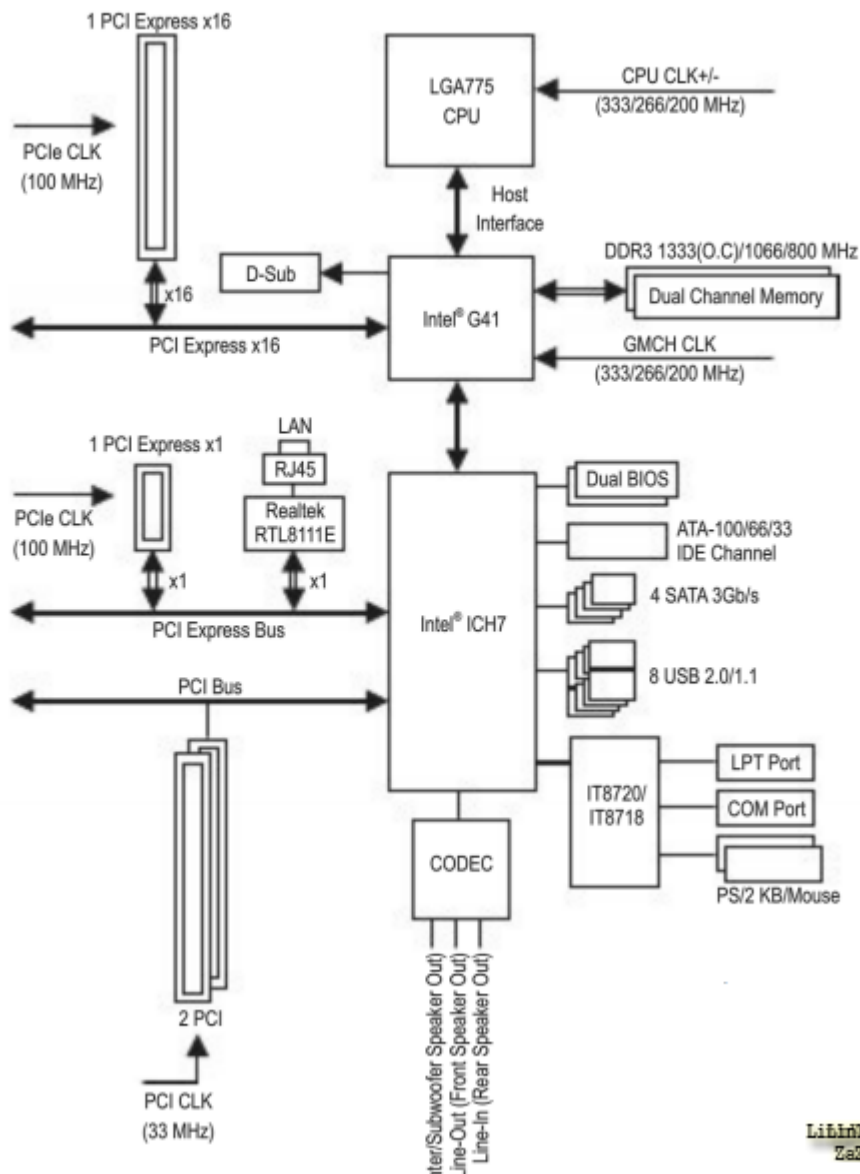 1 PCI Express x16
PCIe CLK
(100 MHz)
x16
PCI Express x16
LGA775
CPU
CPU CLK+/-
(333/266/200 MHz)
Host
Interface
D-Sub
Intel® G41
DDR3 1333(O.C)/1066/800 MHz
Dual Channel Memory
GMCH CLK
(333/266/200 MHz)
1 PCI Express x1
PCIe CLK
(100 MHz)
x1
LAN
RJ45
Realtek
RTL8111E
x1
PCI Express Bus
Intel® ICH7
Dual BIOS
ATA-100/66/33
IDE Channel
4 SATA 3Gb/s
8 USB 2.0/1.1
PCI Bus
2 PCI
PCI CLK
(33 MHz)
IT8720/
IT8718
LPT Port
COM Port
PS/2 KB/Mouse
CODEC
nter/Subwoofer Speaker Out)
Line-Out (Front Speaker Out)
Line-In (Rear Speaker Out)